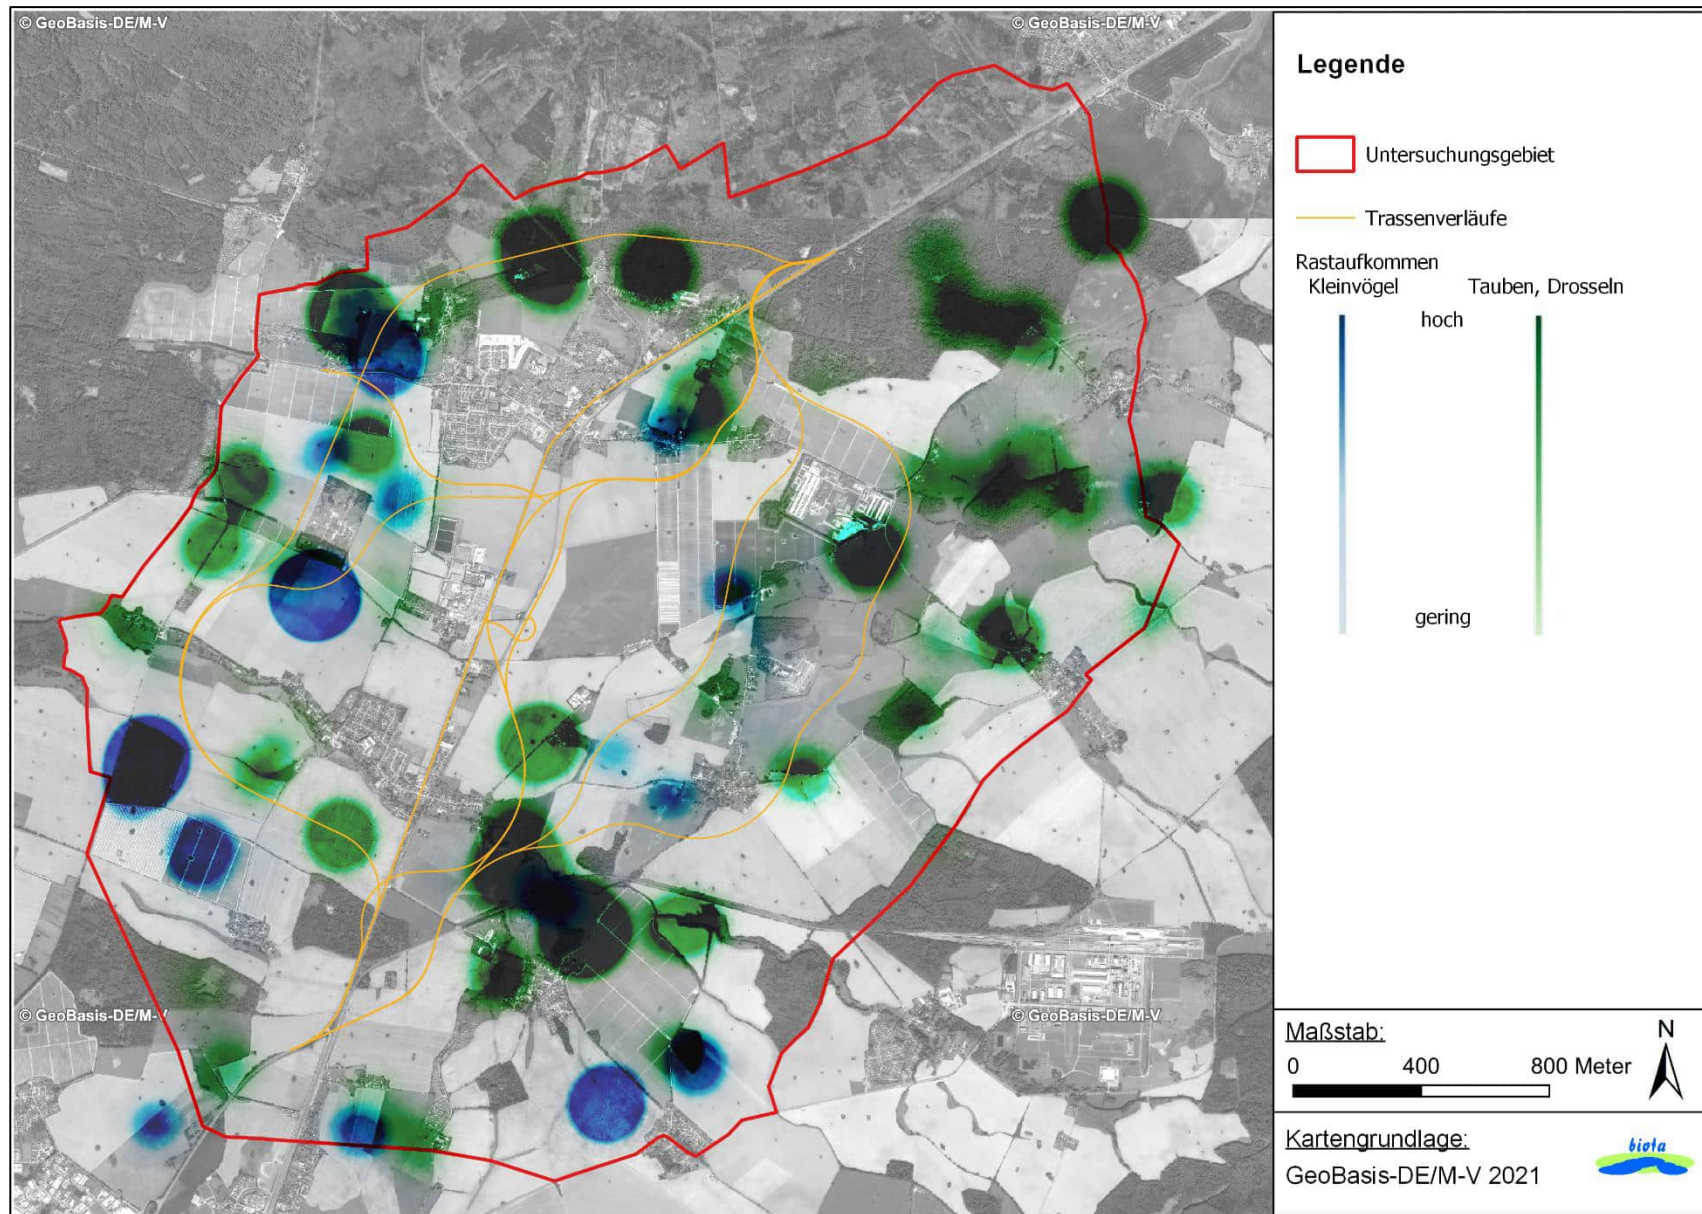 © GeoBasis-DE/M-V
© GeoBasis-DE/M-V
Legende
Untersuchungsgebiet
Trassenverläufe
Rastaufkommen
Kleinvögel
Tauben, Drosseln
hoch
gering
© GeoBasis-DE/M-V
© GeoBasis-DE/M-V
Maßstab:
N
0 400 800 Meter
Kartengrundlage:
GeoBasis-DE/M-V 2021
biota